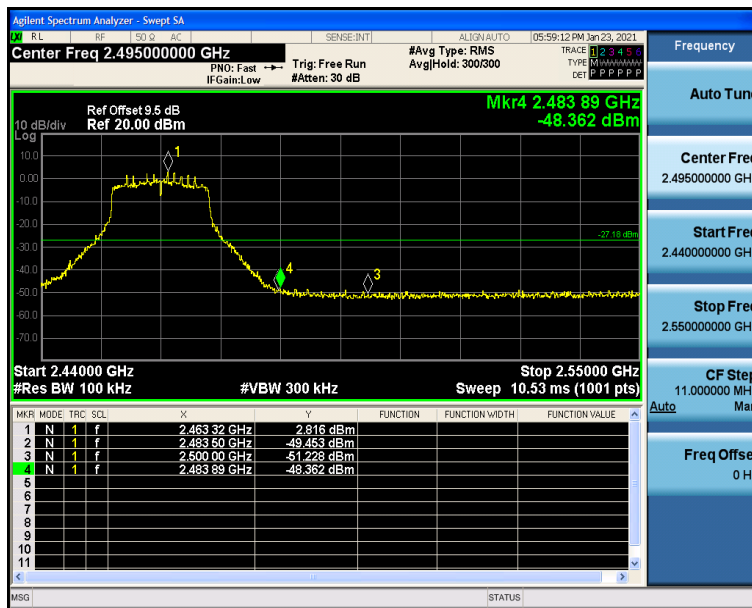 Agilent Spectrum Analyzer - Swept SA
LXI RL RF 50 Ω AC SENSE:INT ALIGN AUTO 05:59:12 PM Jan 23, 2021
Center Freq 2.495000000 GHz #Avg Type: RMS TRACE 1 2 3 4 5 6
PNO: Fast Trig: Free Run Avg|Hold: 300/300 TYPE M WWWWW
IFGain:Low #Atten: 30 dB DET P P P P P P
Frequency
Auto Tune
Mkr4 2.483 89 GHz
-48.362 dBm
Ref Offset 9.5 dB
10 dB/div Ref 20.00 dBm
Log
10.0
0.00
-10.0
-20.0
-30.0
-40.0
-50.0
-60.0
-70.0
1
-27.18 dBm
4
3
Start 2.44000 GHz Stop 2.55000 GHz
#Res BW 100 kHz #VBW 300 kHz Sweep 10.53 ms (1001 pts)
Center Freq
2.495000000 GH
Start Freq
2.440000000 GH
Stop Freq
2.550000000 GH
CF Step
11.000000 MH
Auto Man
Freq Offset
0 H
MKR MODE TRC SCL X Y FUNCTION FUNCTION WIDTH FUNCTION VALUE
1 N 1 f 2.463 32 GHz 2.816 dBm
2 N 1 f 2.483 50 GHz -49.453 dBm
3 N 1 f 2.500 00 GHz -51.228 dBm
4 N 1 f 2.483 89 GHz -48.362 dBm
5
6
7
8
9
10
11
MSG STATUS